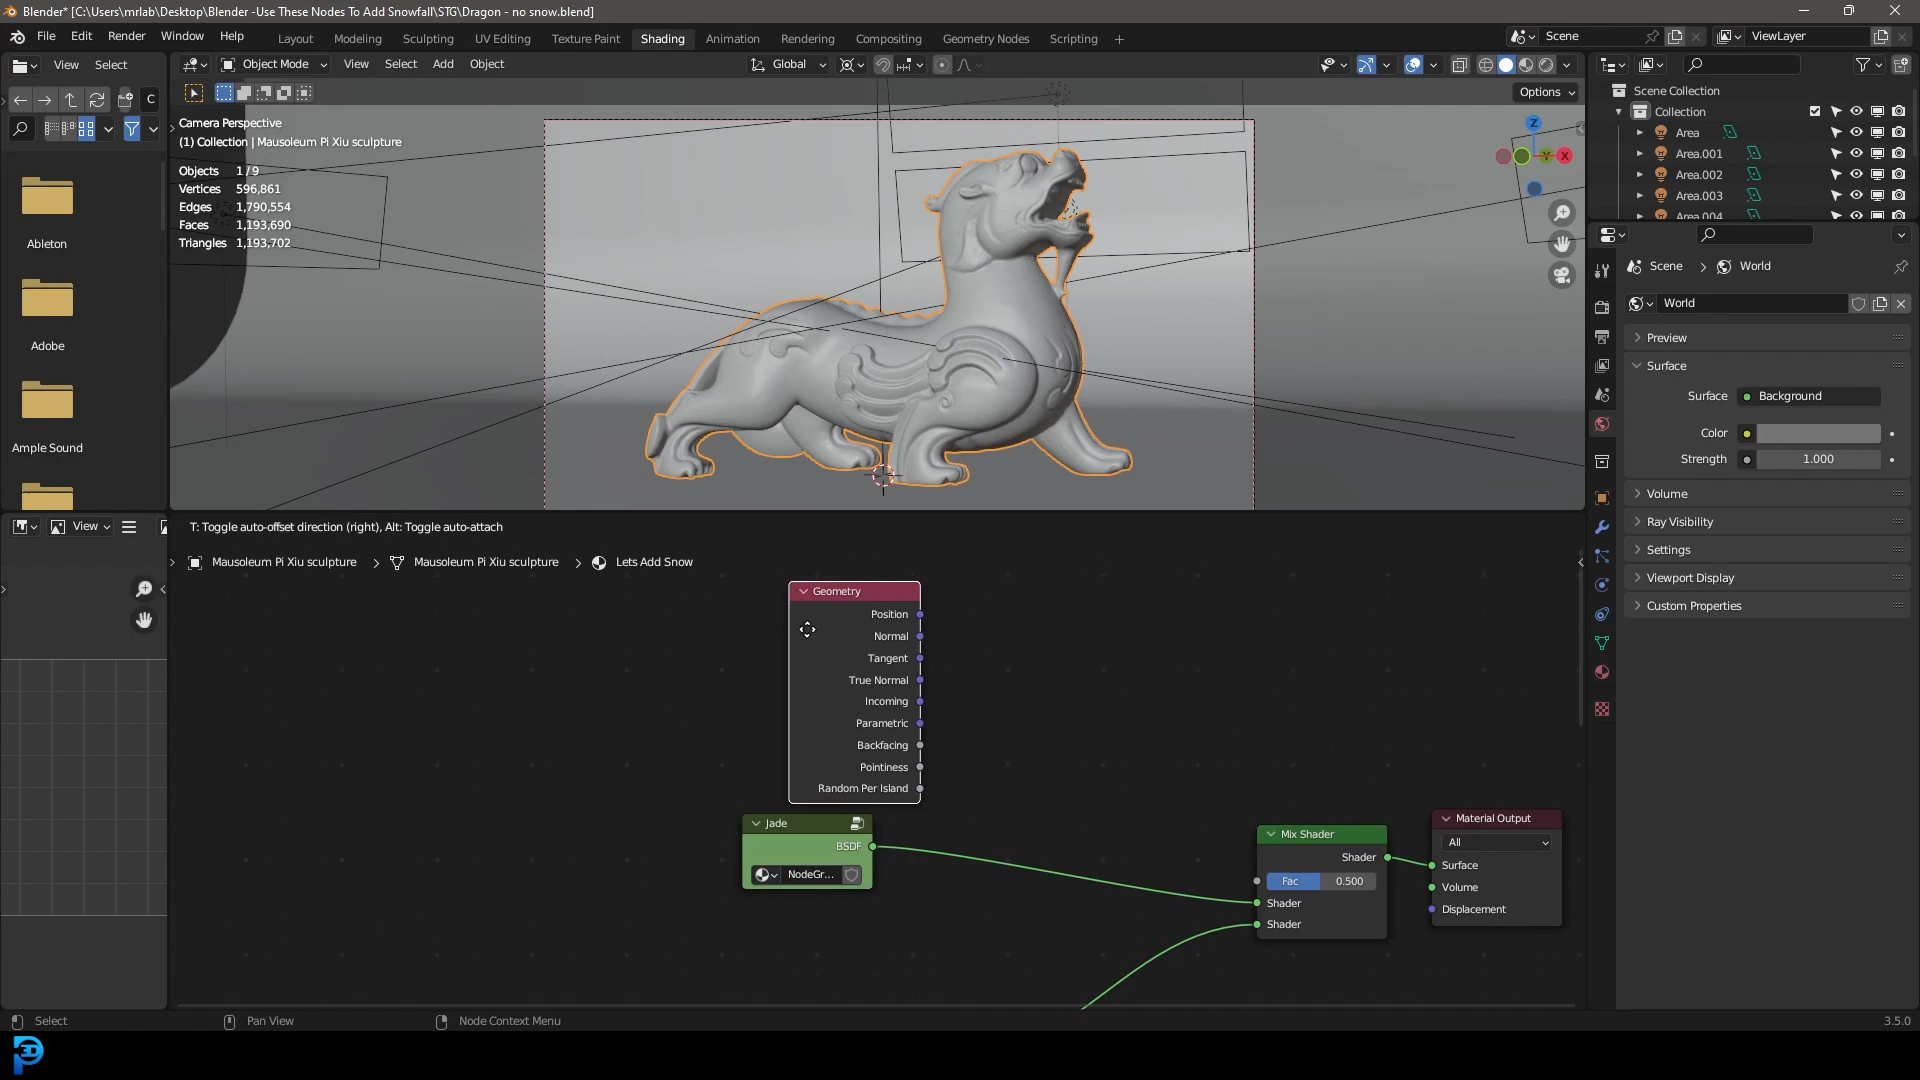 Blender* [C:\Users\mrlab\Desktop\Blender -Use These Nodes To Add Snowfall\STG\Dragon - no snow.blend]
File Edit Render Window Help
Layout Modeling Sculpting UV Editing Texture Paint Shading Animation Rendering Compositing Geometry Nodes Scripting +
Scene ViewLayer
View Select
Object Mode View Select Add Object
Global
Options
C
Camera Perspective
(1) Collection | Mausoleum Pi Xiu sculpture
Objects 1/9
Vertices 596,861
Edges 1,790,554
Faces 1,193,690
Triangles 1,193,702
Z
Y
X
Ableton
Adobe
Ample Sound
Scene Collection
Collection
Area
Area.001
Area.002
Area.003
Area.004
Scene World
World
Preview
Surface
Surface Background
Color
Strength 1.000
Volume
Ray Visibility
Settings
Viewport Display
Custom Properties
View
T: Toggle auto-offset direction (right), Alt: Toggle auto-attach
Mausoleum Pi Xiu sculpture > Mausoleum Pi Xiu sculpture > Lets Add Snow
Geometry
Position
Normal
Tangent
True Normal
Incoming
Parametric
Backfacing
Pointiness
Random Per Island
Jade
BSDF
NodeGr...
Mix Shader
Shader
Fac 0.500
Shader
Shader
Material Output
All
Surface
Volume
Displacement
Select
Pan View
Node Context Menu
3.5.0